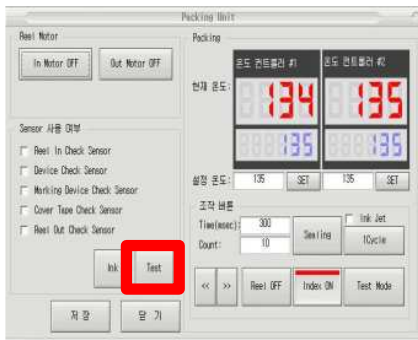 Packing Unit
Reel Motor
In Motor OFF
Out Motor OFF
Sensor 사용 여부
Reel In Check Sensor
Device Check Sensor
Marking Device Check Sensor
Cover Tape Check Sensor
Reel Out Check Sensor
Ink
Test
저 장
닫 기
Packing
온도 컨트롤러 #1
온도 컨트롤러 #2
현재 온도:
134
135
135
135
설정 온도:
135
SET
135
SET
조작 버튼
Time(msec):
300
Count:
10
Sealing
Ink Jet
1Cycle
<<
>>
Reel OFF
Index ON
Test Mode